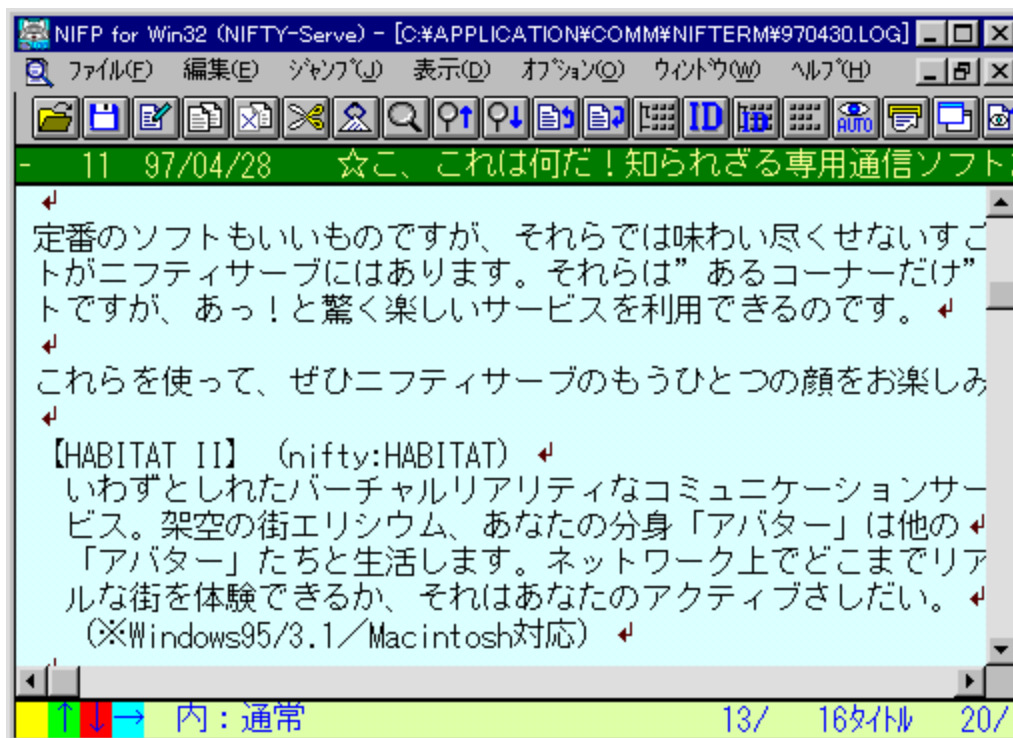 NIFP for Win32 (NIFTY-Serve) - [C:¥APPLICATION¥COMM¥NIFTERM¥970430.LOG]
ﾌｧｲﾙ(F) 編集(E) ｼﾞｬﾝﾌﾟ(J) 表示(D) ｵﾌﾟｼｮﾝ(O) ｳｨﾝﾄﾞｳ(W) ﾍﾙﾌﾟ(H)
ID ID AUTO
- 11 97/04/28 ☆こ、これは何だ！知られざる専用通信ソフト
定番のソフトもいいものですが、それらでは味わい尽くせないすご
トがニフティサーブにはあります。それらは”あるコーナーだけ”
トですが、あっ！と驚く楽しいサービスを利用できるのです。
これらを使って、ぜひニフティサーブのもうひとつの顔をお楽しみ
【HABITAT II】 (nifty:HABITAT)
いわずとしれたバーチャルリアリティなコミュニケーションサー
ビス。架空の街エリシウム、あなたの分身「アバター」は他の
「アバター」たちと生活します。ネットワーク上でどこまでリア
ルな街を体験できるか、それはあなたのアクティブさしだい。
(※Windows95/3.1／Macintosh対応)
↑↓→ 内：通常 13/ 16ﾀｲﾄﾙ 20/